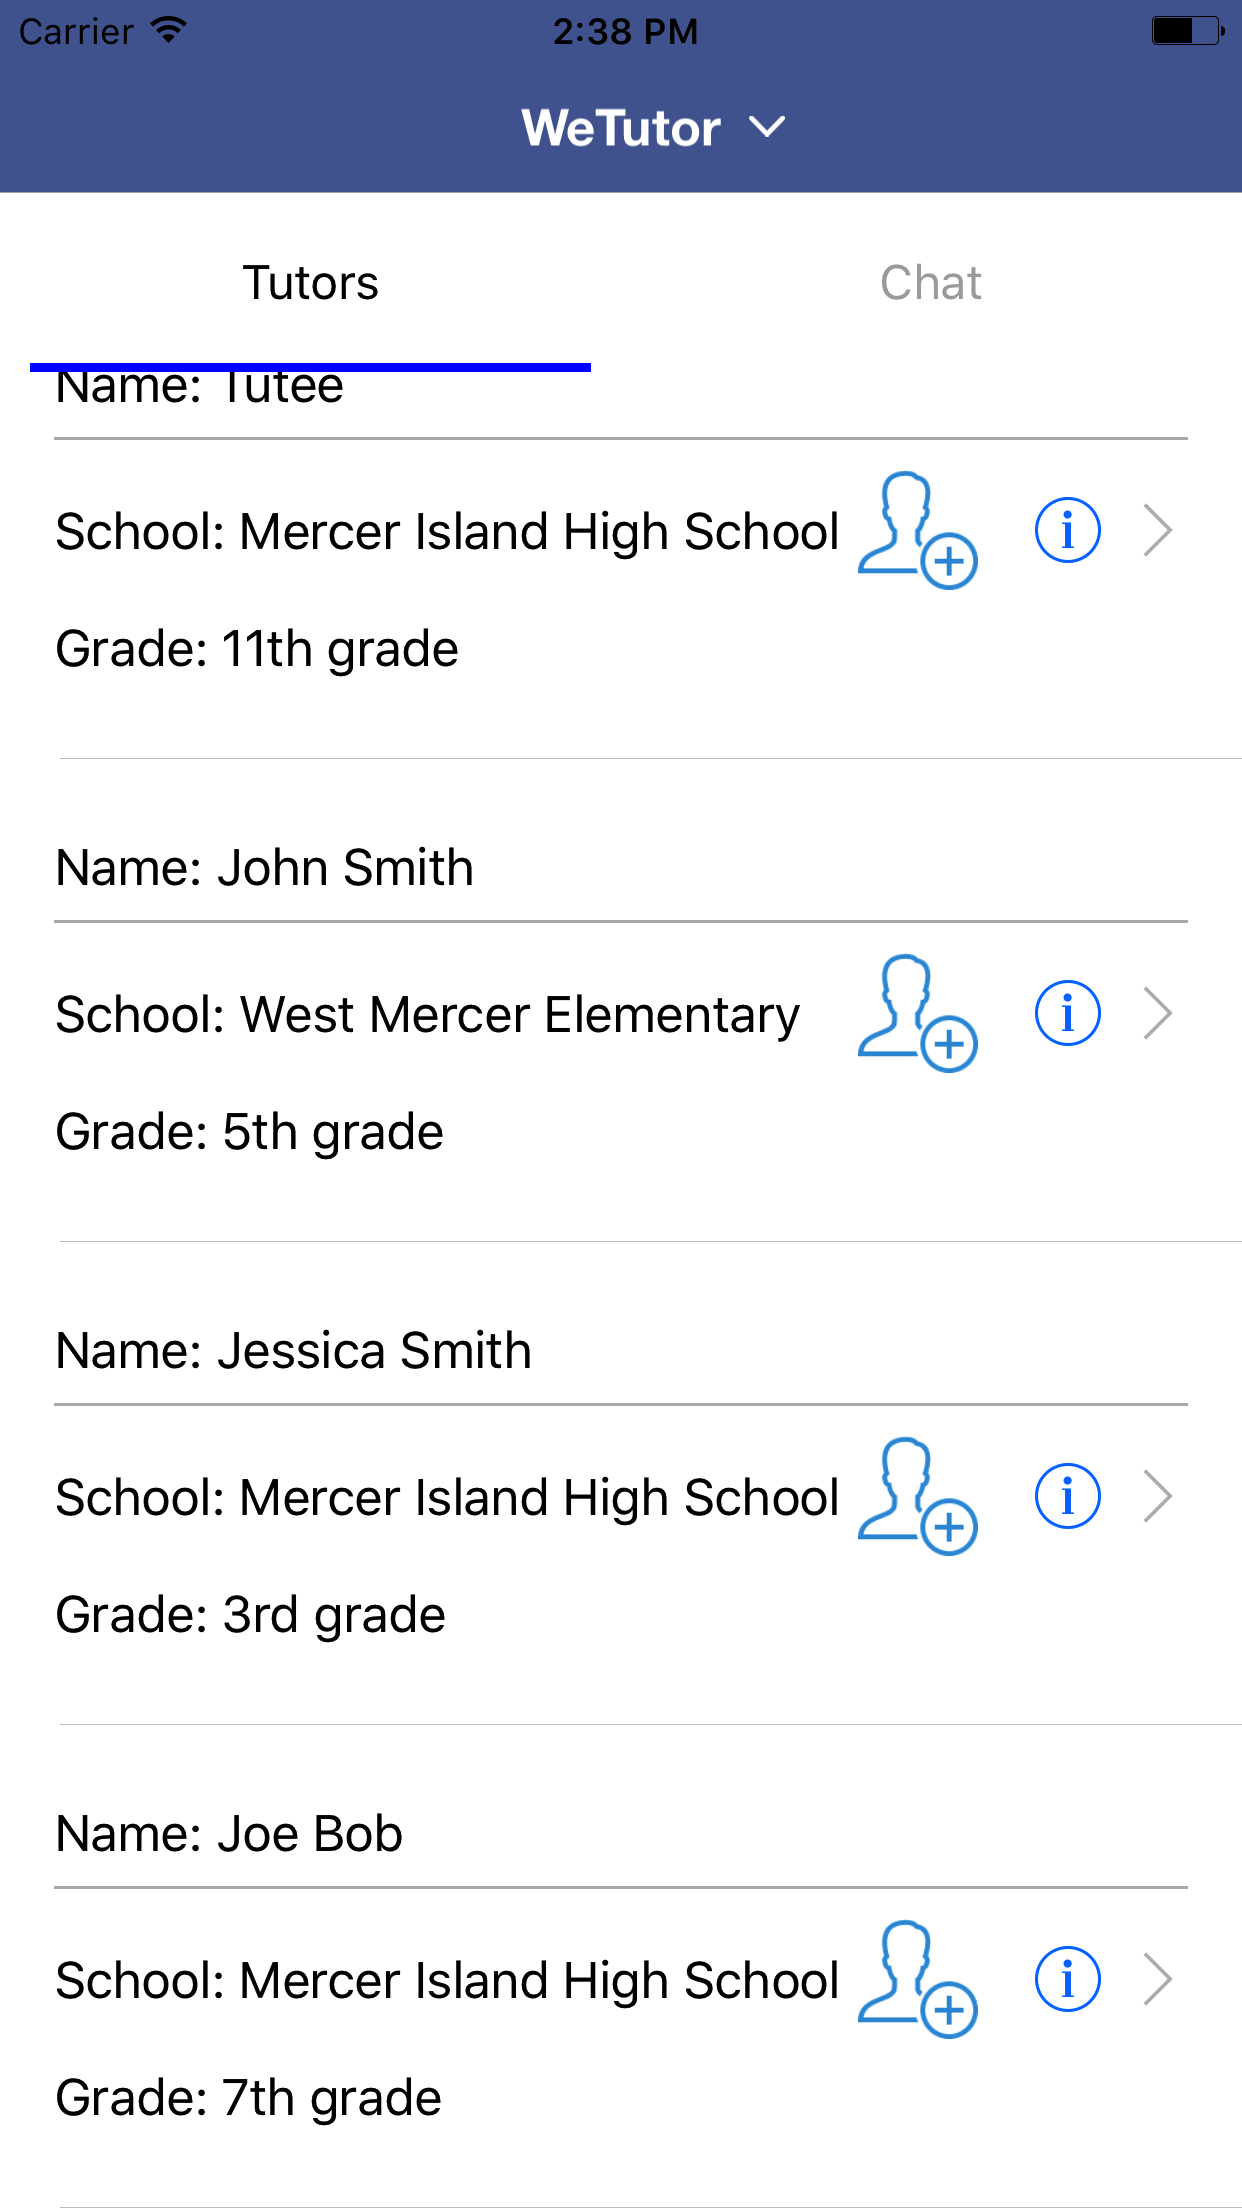 Carrier 2:38 PM
WeTutor
Tutors Chat
Name: Tutee
School: Mercer Island High School
Grade: 11th grade
Name: John Smith
School: West Mercer Elementary
Grade: 5th grade
Name: Jessica Smith
School: Mercer Island High School
Grade: 3rd grade
Name: Joe Bob
School: Mercer Island High School
Grade: 7th grade